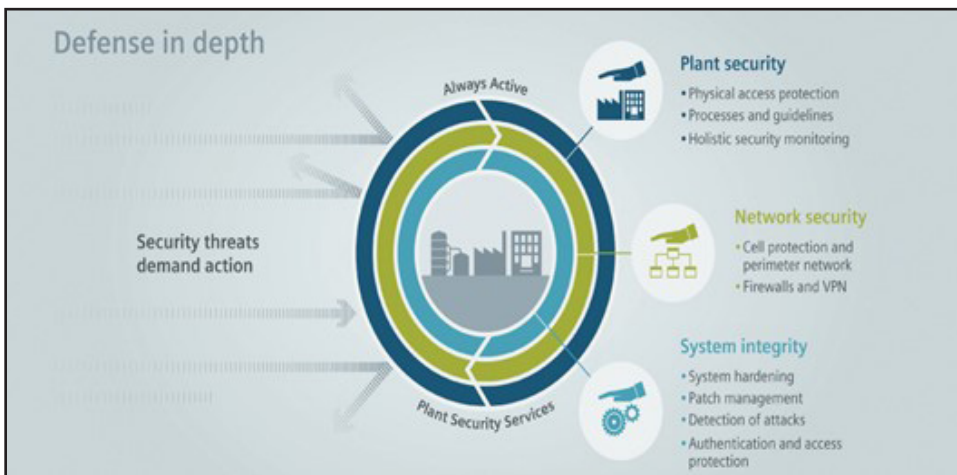 Defense in depth
Always Active
Security threats
demand action
Plant Security Services
Plant security
• Physical access protection
• Processes and guidelines
• Holistic security monitoring
Network security
• Cell protection and
perimeter network
• Firewalls and VPN
System integrity
• System hardening
• Patch management
• Detection of attacks
• Authentication and access
protection